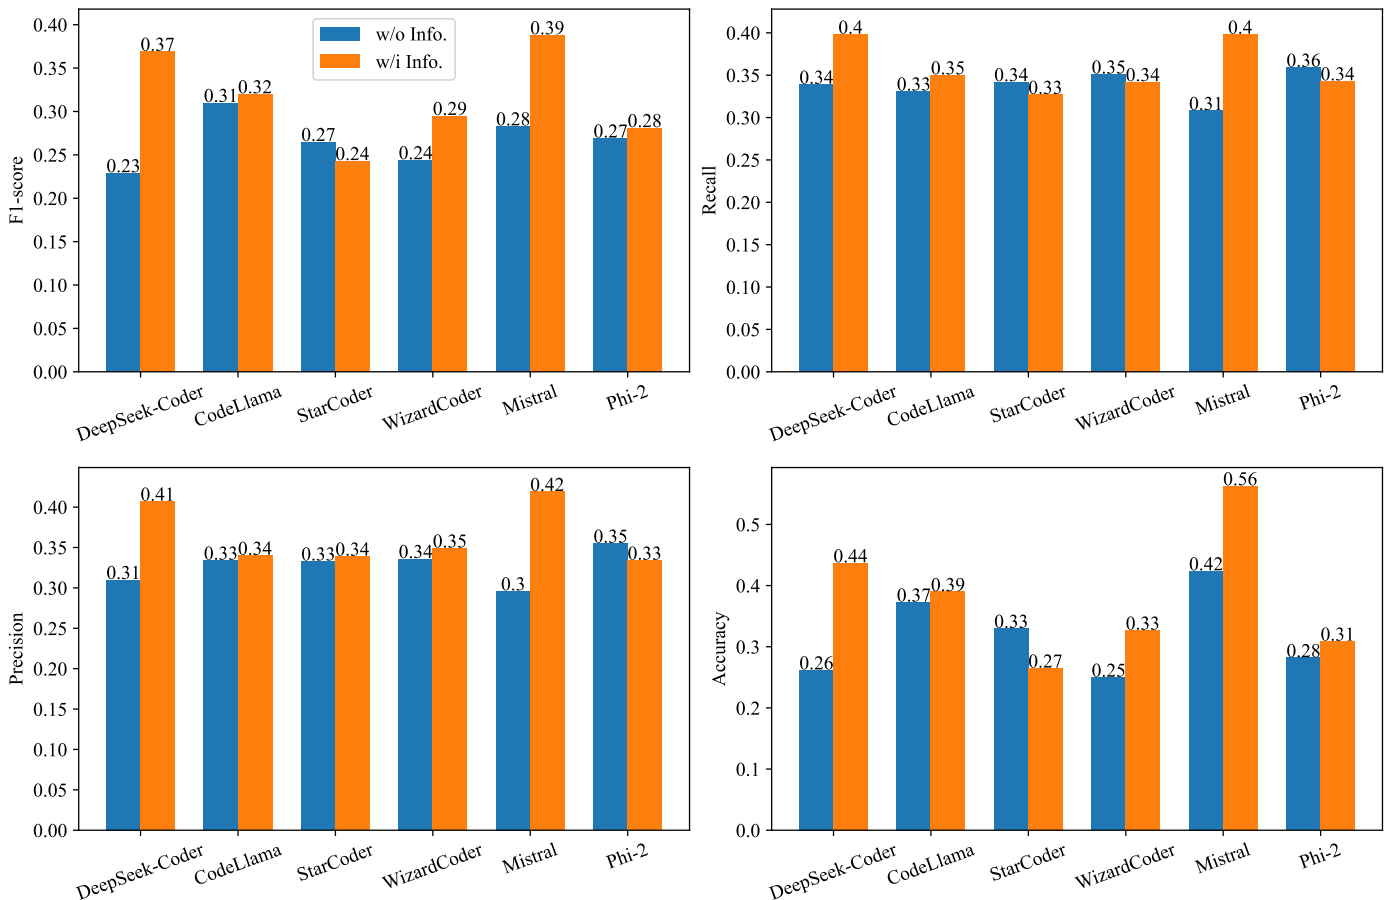 w/o Info.
w/i Info.
F1-score
0.40
0.35
0.30
0.25
0.20
0.15
0.10
0.05
0.00
0.23
0.37
0.31
0.32
0.27
0.24
0.24
0.29
0.28
0.39
0.27
0.28
DeepSeek-Coder
CodeLlama
StarCoder
WizardCoder
Mistral
Phi-2
Recall
0.40
0.35
0.30
0.25
0.20
0.15
0.10
0.05
0.00
0.34
0.4
0.33
0.35
0.34
0.33
0.35
0.34
0.31
0.4
0.36
0.34
DeepSeek-Coder
CodeLlama
StarCoder
WizardCoder
Mistral
Phi-2
Precision
0.40
0.35
0.30
0.25
0.20
0.15
0.10
0.05
0.00
0.31
0.41
0.33
0.34
0.33
0.34
0.34
0.35
0.3
0.42
0.35
0.33
DeepSeek-Coder
CodeLlama
StarCoder
WizardCoder
Mistral
Phi-2
Accuracy
0.5
0.4
0.3
0.2
0.1
0.0
0.26
0.44
0.37
0.39
0.33
0.27
0.25
0.33
0.42
0.56
0.28
0.31
DeepSeek-Coder
CodeLlama
StarCoder
WizardCoder
Mistral
Phi-2